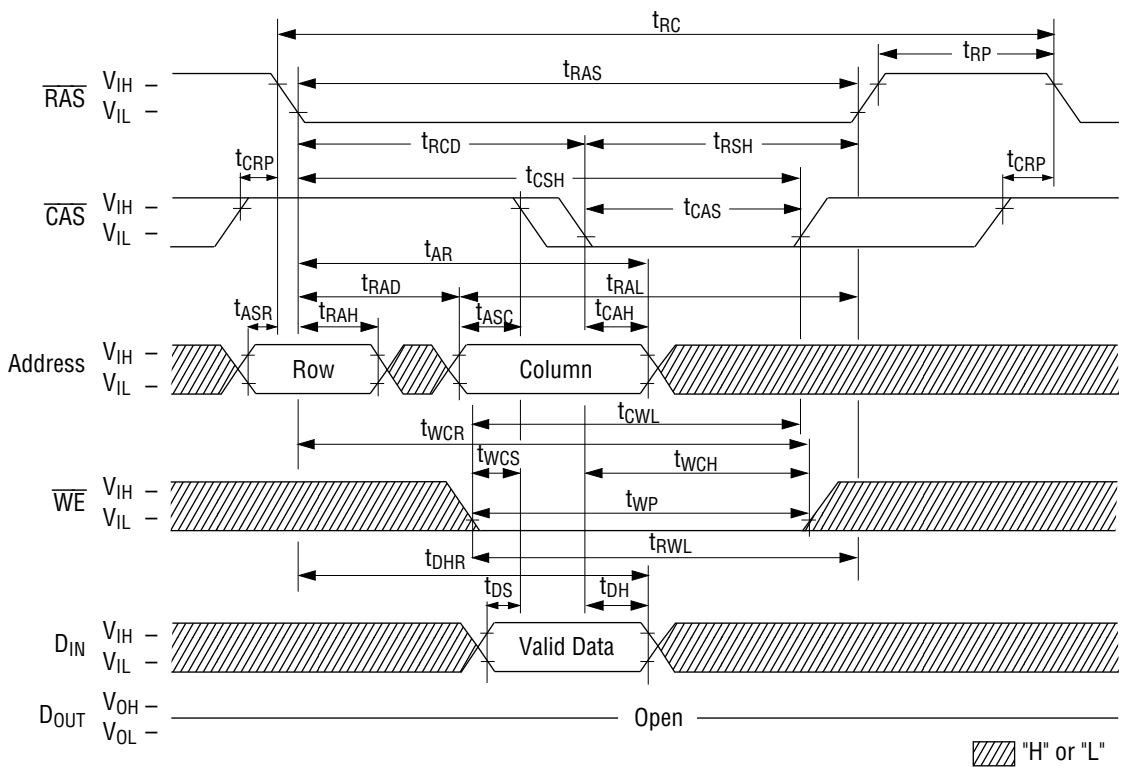 tRC
tRP
tRAS
RAS VIH –
VIL –
tRCD tRSH
tCRP tCSH tCRP
CAS VIH –
VIL –
tCAS
tAR
tRAD tRAL
tASR tRAH tASC tCAH
Address VIH –
VIL –
Row Column
tCWL
tWCR
tWCS tWCH
WE VIH –
VIL –
tWP
tRWL
tDHR
tDS tDH
DIN VIH –
VIL –
Valid Data
DOUT VOH –
VOL –
Open
"H" or "L"